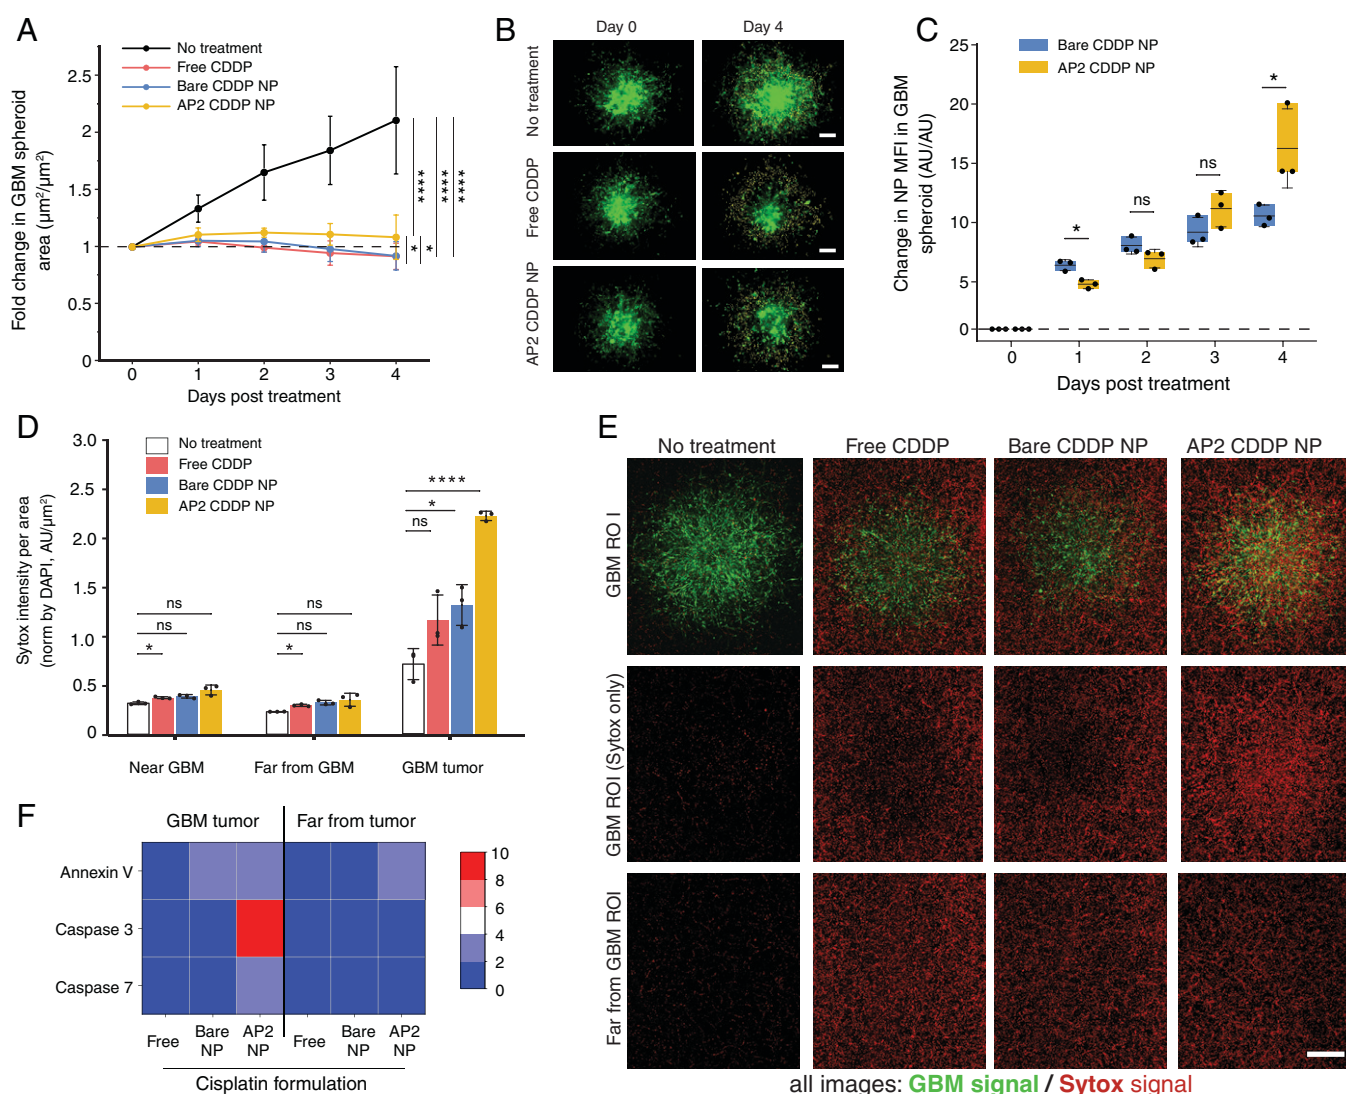 A
No treatment
Free CDDP
Bare CDDP NP
AP2 CDDP NP
Fold change in GBM spheroid
area (µm²/µm²)
2.5
2
1.5
1
0.5
0
****
****
****
*
*
0 1 2 3 4
Days post treatment
B
Day 0 Day 4
No treatment
Free CDDP
AP2 CDDP NP
C
Bare CDDP NP
AP2 CDDP NP
Change in NP MFI in GBM
spheroid (AU/AU)
25
20
15
10
5
0
*
ns
ns
*
0 1 2 3 4
Days post treatment
D
No treatment
Free CDDP
Bare CDDP NP
AP2 CDDP NP
Sytox intensity per area
(norm by DAPI, AU/µm²)
3.0
2.5
2.0
1.5
1.0
0.5
0
ns
ns
*
ns
ns
*
****
*
ns
Near GBM Far from GBM GBM tumor
E
No treatment Free CDDP Bare CDDP NP AP2 CDDP NP
GBM RO I
GBM ROI (Sytox only)
Far from GBM ROI
all images: GBM signal / Sytox signal
F
GBM tumor Far from tumor
Annexin V
Caspase 3
Caspase 7
10
8
6
4
2
0
Free Bare NP AP2 NP Free Bare NP AP2 NP
Cisplatin formulation